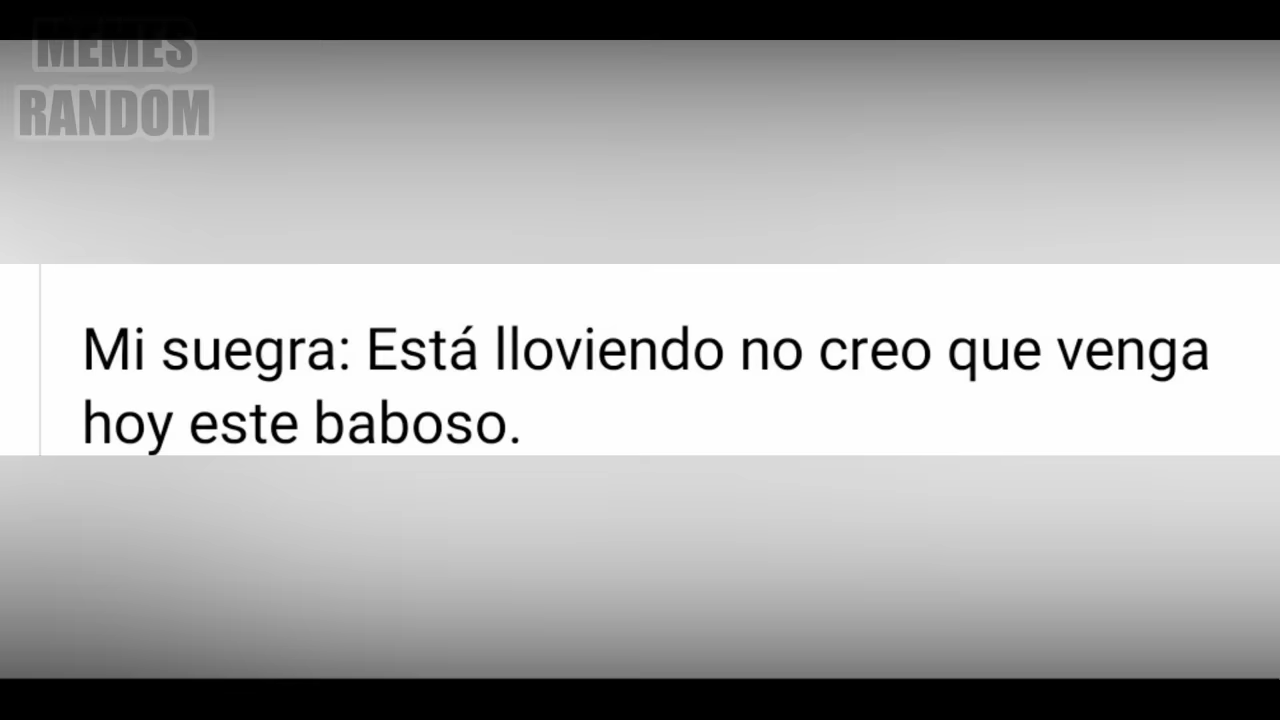 MEMES
RANDOM
Mi suegra: Está lloviendo no creo que venga
hoy este baboso.